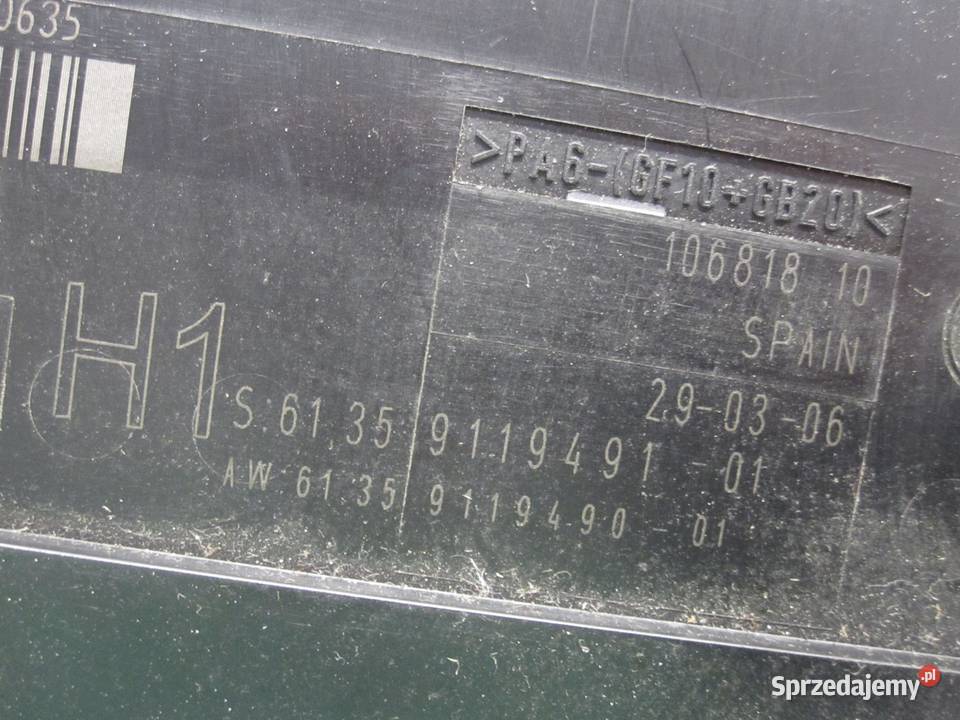 0635
>PA6-(GF10+GB20)<
106818 10
SPAIN
29-03-06
H1
S:61.35 9119491 -01
AW 61.35 9119490 -01
Sprzedajemy.pl